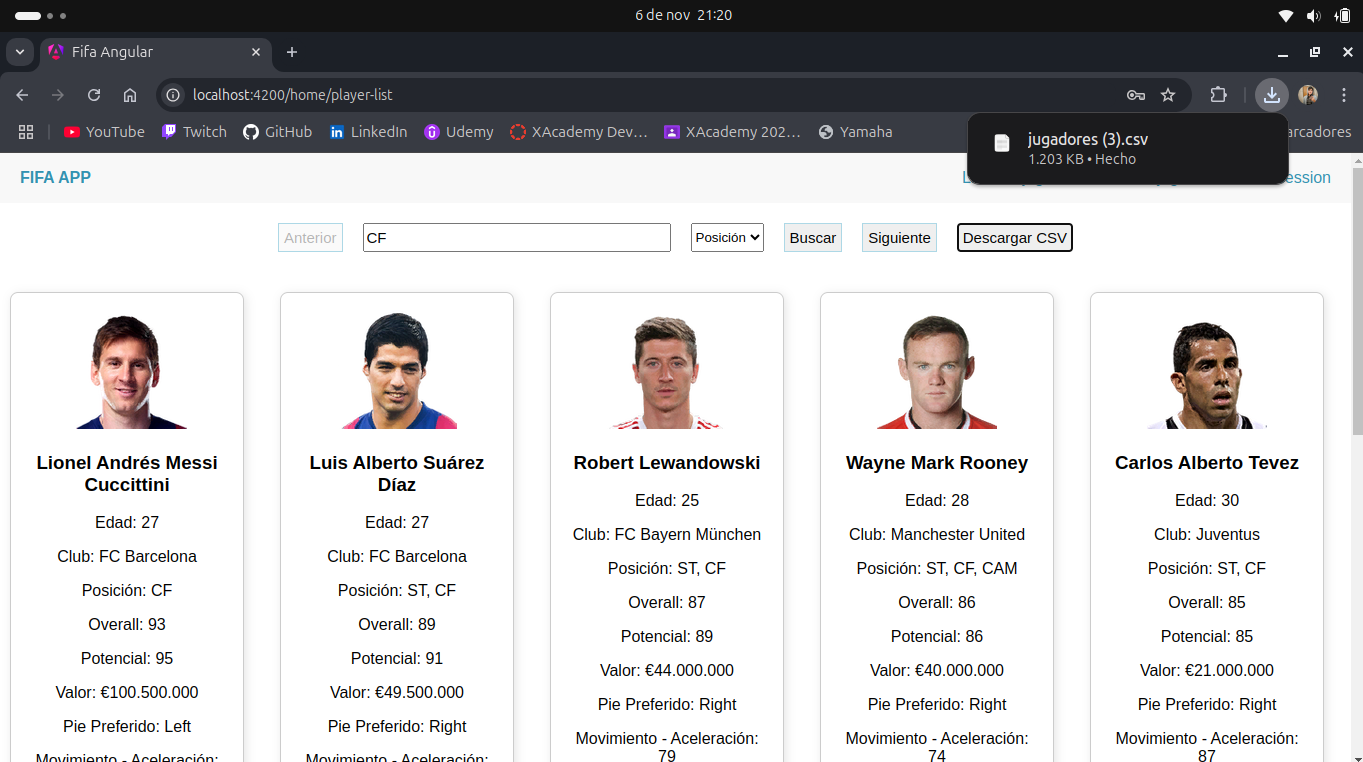 6 de nov 21:20
Fifa Angular
localhost:4200/home/player-list
YouTube
Twitch
GitHub
LinkedIn
Udemy
XAcademy Dev...
XAcademy 202...
Yamaha
arcadores
jugadores (3).csv
1.203 KB • Hecho
FIFA APP
ession
Anterior
CF
Posición
Buscar
Siguiente
Descargar CSV
Lionel Andrés Messi
Cuccittini
Edad: 27
Club: FC Barcelona
Posición: CF
Overall: 93
Potencial: 95
Valor: €100.500.000
Pie Preferido: Left
Movimiento - Aceleración:
Luis Alberto Suárez
Díaz
Edad: 27
Club: FC Barcelona
Posición: ST, CF
Overall: 89
Potencial: 91
Valor: €49.500.000
Pie Preferido: Right
Movimiento - Aceleración:
Robert Lewandowski
Edad: 25
Club: FC Bayern München
Posición: ST, CF
Overall: 87
Potencial: 89
Valor: €44.000.000
Pie Preferido: Right
Movimiento - Aceleración:
79
Wayne Mark Rooney
Edad: 28
Club: Manchester United
Posición: ST, CF, CAM
Overall: 86
Potencial: 86
Valor: €40.000.000
Pie Preferido: Right
Movimiento - Aceleración:
74
Carlos Alberto Tevez
Edad: 30
Club: Juventus
Posición: ST, CF
Overall: 85
Potencial: 85
Valor: €21.000.000
Pie Preferido: Right
Movimiento - Aceleración:
87